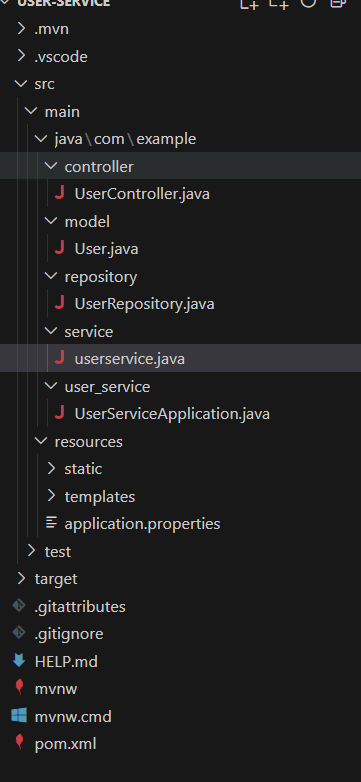 USER-SERVICE
.mvn
.vscode
src
main
java\com\example
controller
UserController.java
model
User.java
repository
UserRepository.java
service
userservice.java
user_service
UserServiceApplication.java
resources
static
templates
application.properties
test
target
.gitattributes
.gitignore
HELP.md
mvnw
mvnw.cmd
pom.xml